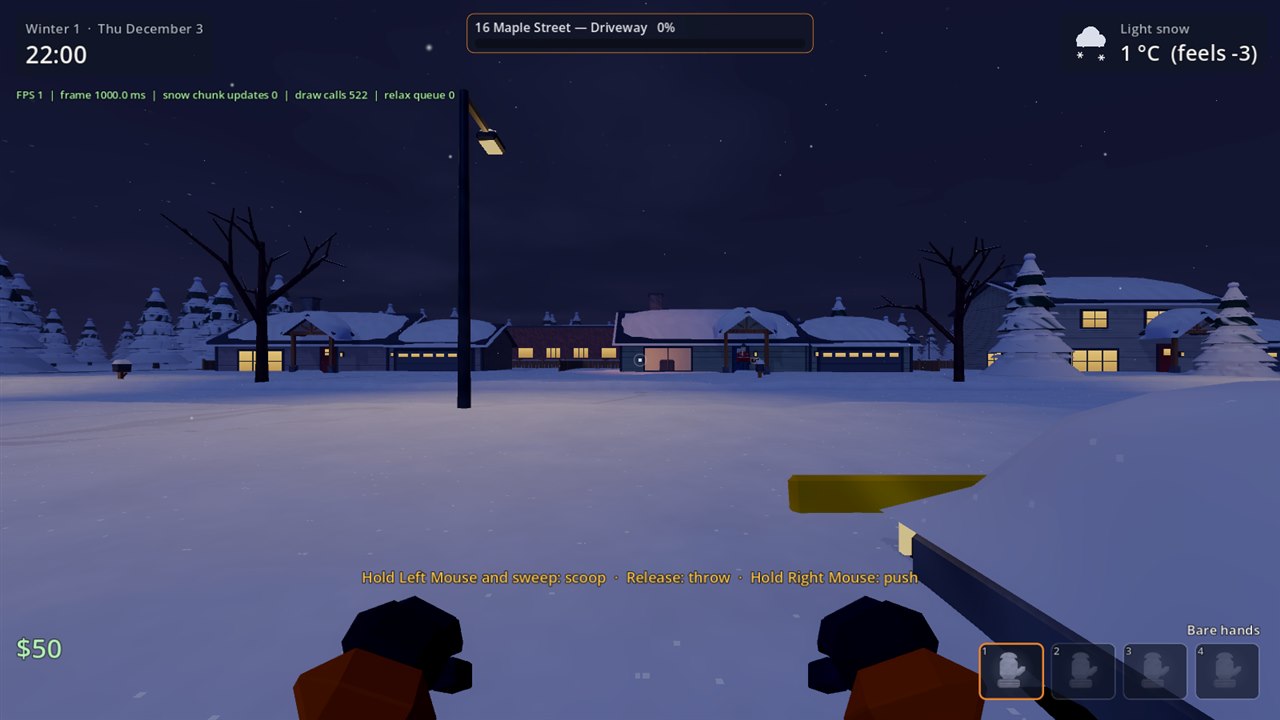 Winter 1 · Thu December 3
22:00
16 Maple Street — Driveway 0%
Light snow
1 °C (feels -3)
FPS 1 | frame 1000.0 ms | snow chunk updates 0 | draw calls 522 | relax queue 0
Hold Left Mouse and sweep: scoop · Release: throw · Hold Right Mouse: push
$50
Bare hands
1 2 3 4